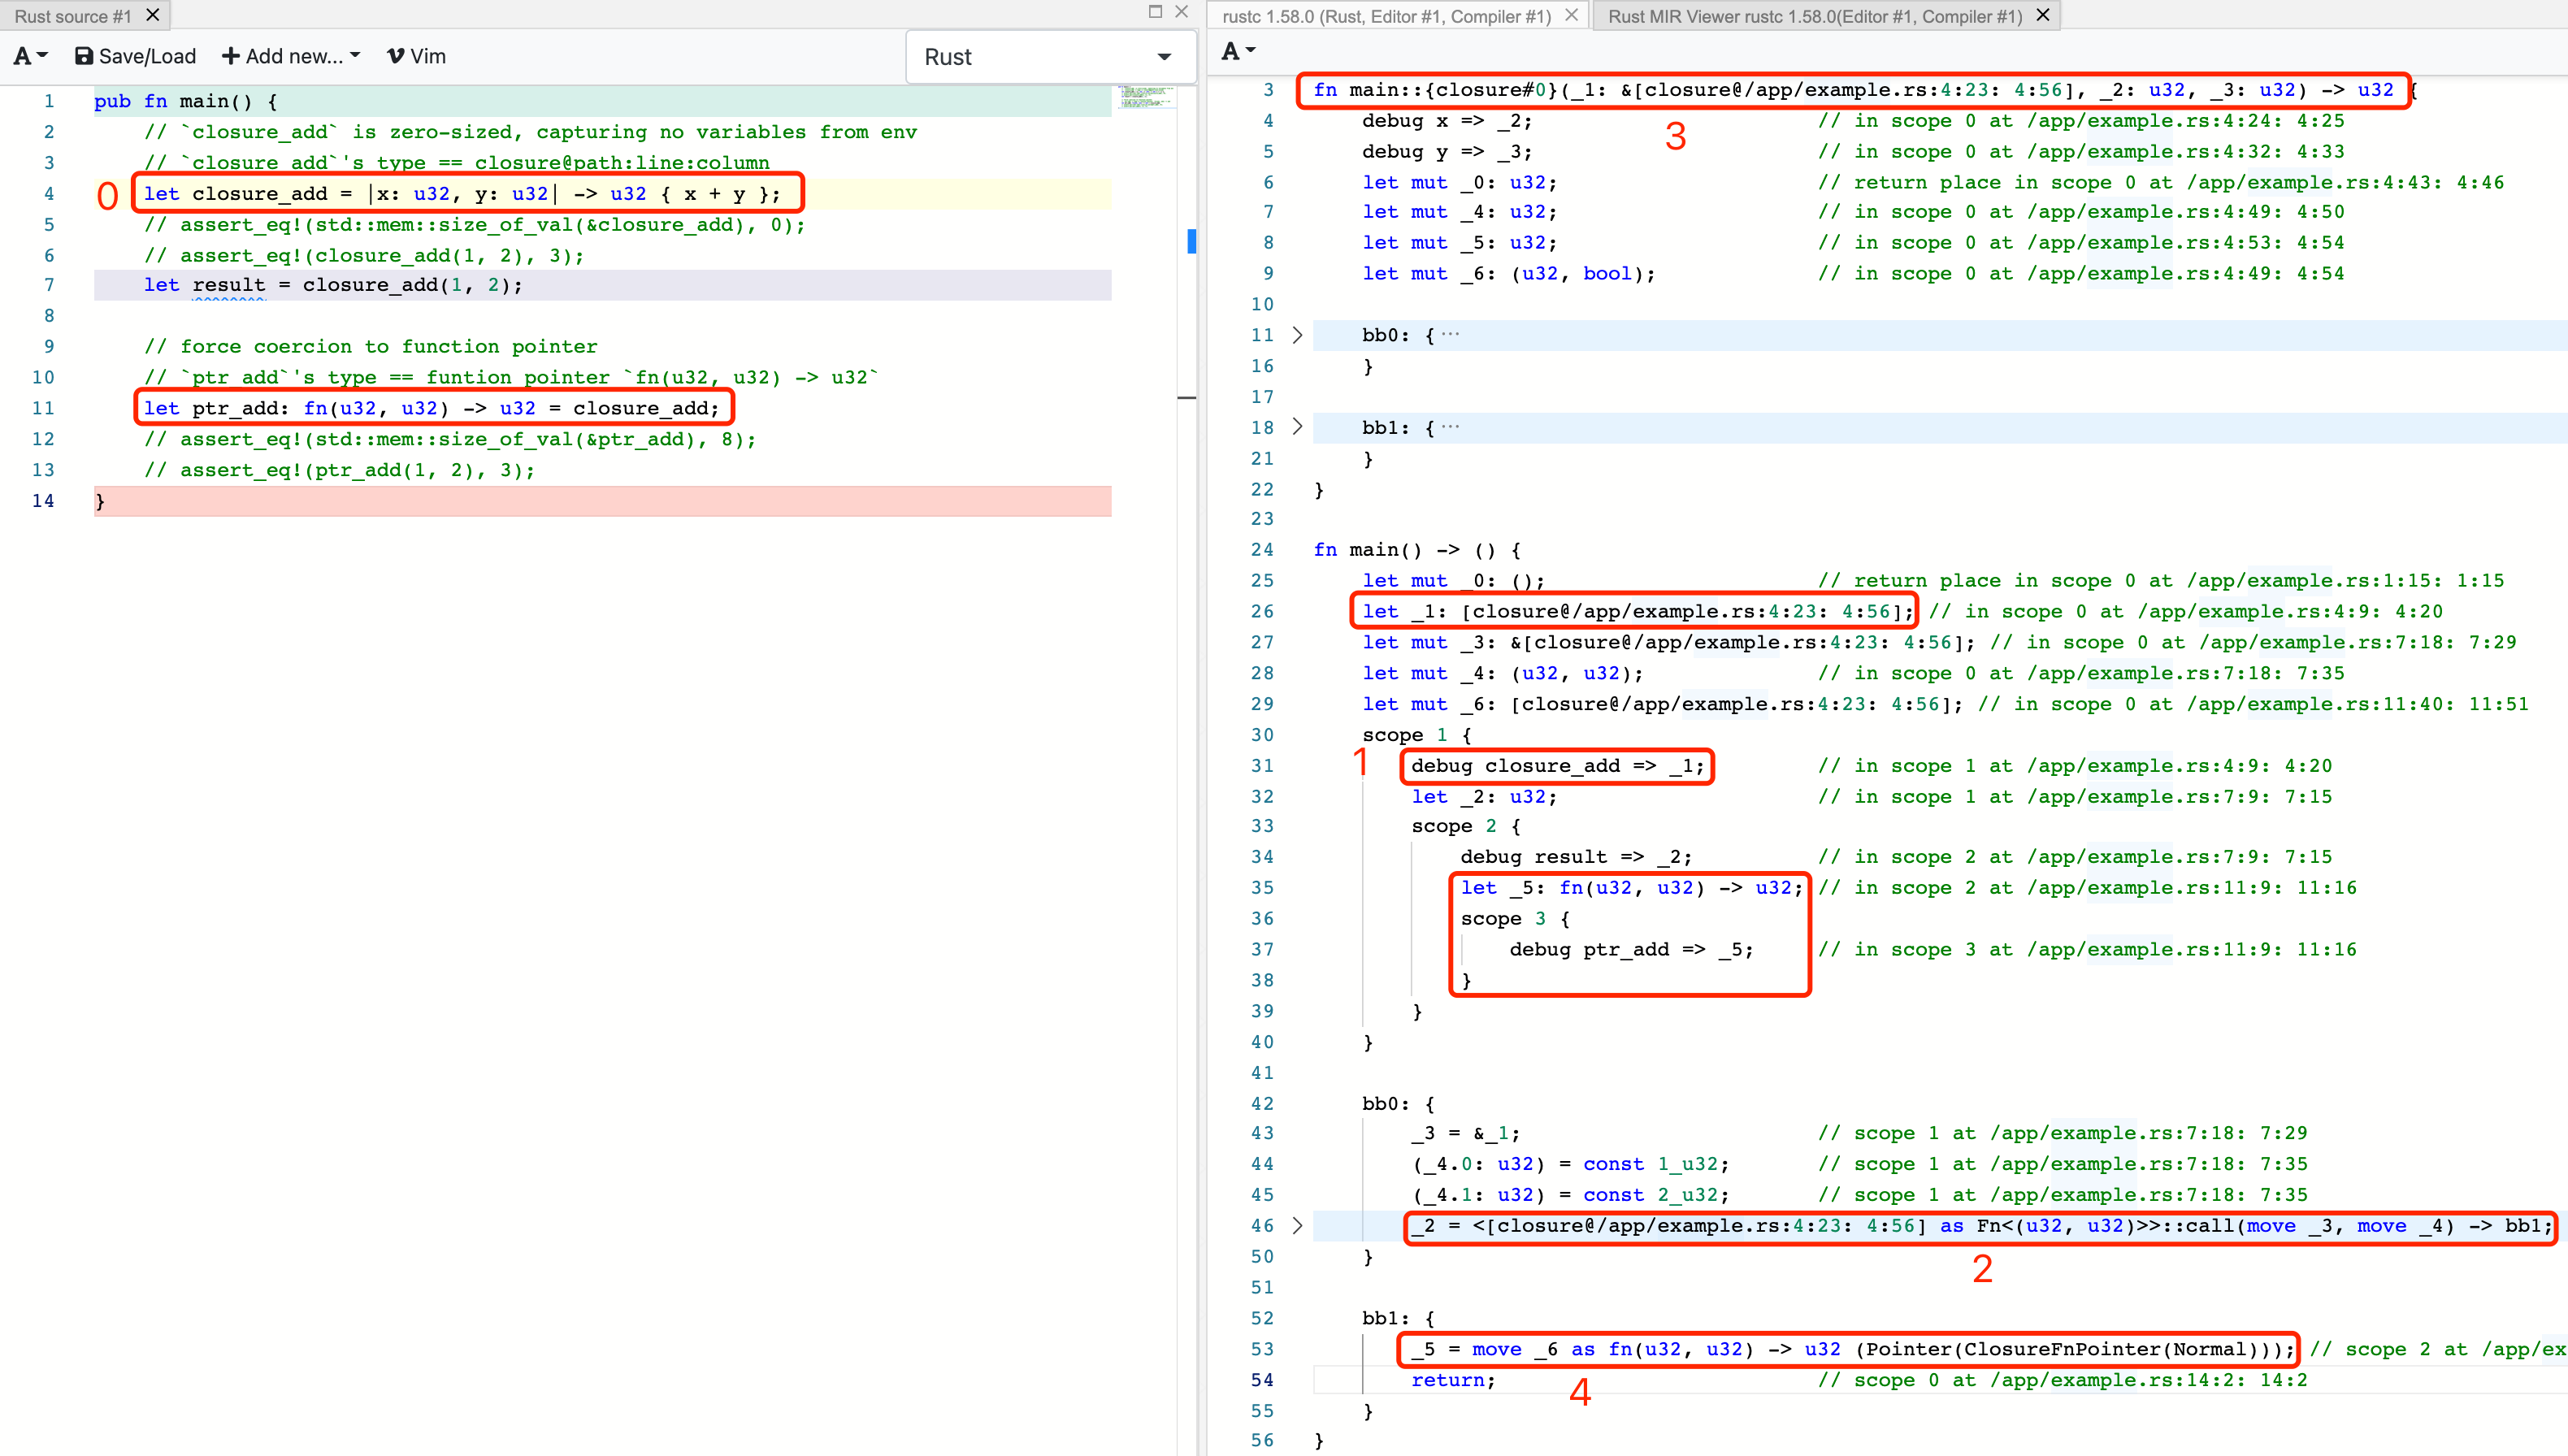 Rust source #1
A
Save/Load
Add new...
Vim
Rust
1 pub fn main() {
2 // `closure_add` is zero-sized, capturing no variables from env
3 // `closure_add`'s type == closure@path:line:column
0
4 let closure_add = |x: u32, y: u32| -> u32 { x + y };
5 // assert_eq!(std::mem::size_of_val(&closure_add), 0);
6 // assert_eq!(closure_add(1, 2), 3);
7 let result = closure_add(1, 2);
8
9 // force coercion to function pointer
10 // `ptr_add`'s type == funtion pointer `fn(u32, u32) -> u32`
11 let ptr_add: fn(u32, u32) -> u32 = closure_add;
12 // assert_eq!(std::mem::size_of_val(&ptr_add), 8);
13 // assert_eq!(ptr_add(1, 2), 3);
14 }
rustc 1.58.0 (Rust, Editor #1, Compiler #1)
Rust MIR Viewer rustc 1.58.0(Editor #1, Compiler #1)
A
3 fn main::{closure#0}(_1: &[closure@/app/example.rs:4:23: 4:56], _2: u32, _3: u32) -> u32 {
3
4 debug x => _2; // in scope 0 at /app/example.rs:4:24: 4:25
5 debug y => _3; // in scope 0 at /app/example.rs:4:32: 4:33
6 let mut _0: u32; // return place in scope 0 at /app/example.rs:4:43: 4:46
7 let mut _4: u32; // in scope 0 at /app/example.rs:4:49: 4:50
8 let mut _5: u32; // in scope 0 at /app/example.rs:4:53: 4:54
9 let mut _6: (u32, bool); // in scope 0 at /app/example.rs:4:49: 4:54
10
11 bb0: {···
16 }
17
18 bb1: {···
21 }
22 }
23
24 fn main() -> () {
25 let mut _0: (); // return place in scope 0 at /app/example.rs:1:15: 1:15
26 let _1: [closure@/app/example.rs:4:23: 4:56]; // in scope 0 at /app/example.rs:4:9: 4:20
27 let mut _3: &[closure@/app/example.rs:4:23: 4:56]; // in scope 0 at /app/example.rs:7:18: 7:29
28 let mut _4: (u32, u32); // in scope 0 at /app/example.rs:7:18: 7:35
29 let mut _6: [closure@/app/example.rs:4:23: 4:56]; // in scope 0 at /app/example.rs:11:40: 11:51
30 scope 1 {
1
31 debug closure_add => _1; // in scope 1 at /app/example.rs:4:9: 4:20
32 let _2: u32; // in scope 1 at /app/example.rs:7:9: 7:15
33 scope 2 {
34 debug result => _2; // in scope 2 at /app/example.rs:7:9: 7:15
35 let _5: fn(u32, u32) -> u32; // in scope 2 at /app/example.rs:11:9: 11:16
36 scope 3 {
37 debug ptr_add => _5; // in scope 3 at /app/example.rs:11:9: 11:16
38 }
39 }
40 }
41
42 bb0: {
43 _3 = &_1; // scope 1 at /app/example.rs:7:18: 7:29
44 (_4.0: u32) = const 1_u32; // scope 1 at /app/example.rs:7:18: 7:35
45 (_4.1: u32) = const 2_u32; // scope 1 at /app/example.rs:7:18: 7:35
46 _2 = <[closure@/app/example.rs:4:23: 4:56] as Fn<(u32, u32)>>::call(move _3, move _4) -> bb1;
2
50 }
51
52 bb1: {
53 _5 = move _6 as fn(u32, u32) -> u32 (Pointer(ClosureFnPointer(Normal))); // scope 2 at /app/ex
4
54 return; // scope 0 at /app/example.rs:14:2: 14:2
55 }
56 }